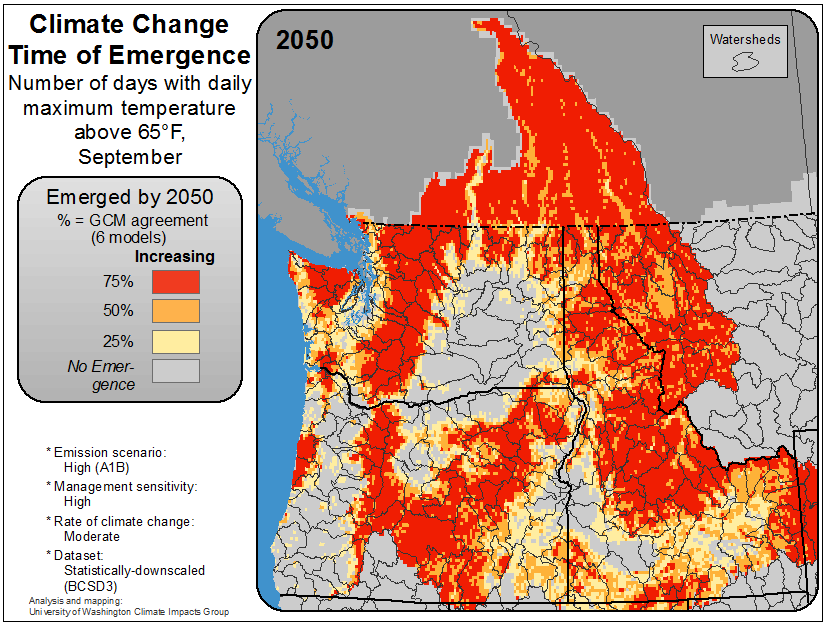 Climate Change
Time of Emergence
Number of days with daily
maximum temperature
above 65°F,
September
Emerged by 2050
% = GCM agreement
(6 models)
Increasing
75%
50%
25%
No Emer-
gence
* Emission scenario:
High (A1B)
* Management sensitivity:
High
* Rate of climate change:
Moderate
* Dataset:
Statistically-downscaled
(BCSD3)
Analysis and mapping:
University of Washington Climate Impacts Group
2050
Watersheds